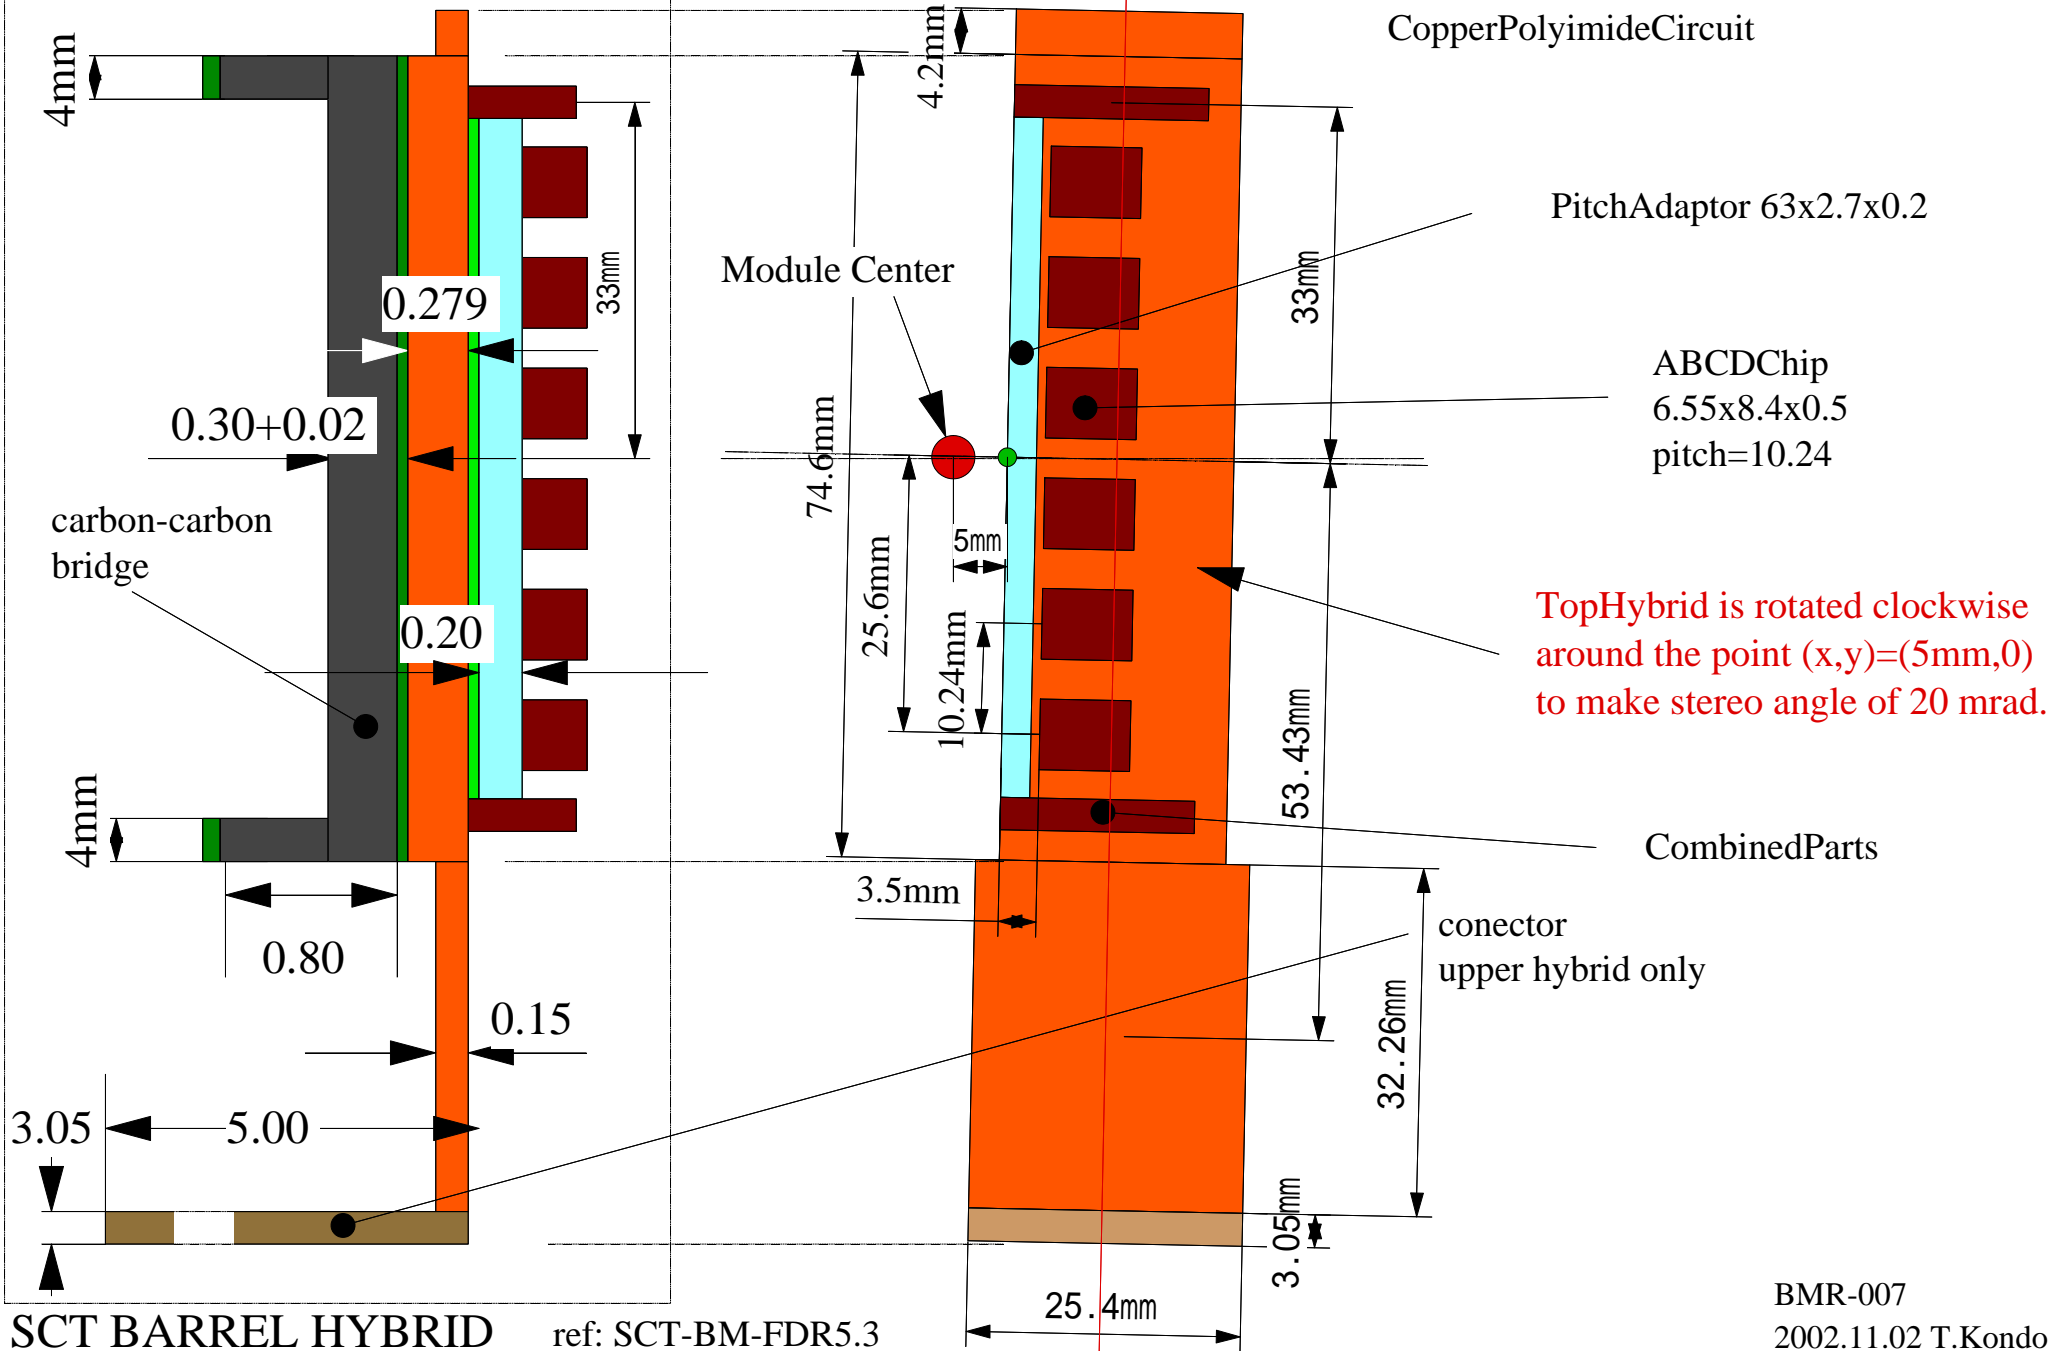 CopperPolyimideCircuit
4mm
4.2mm
PitchAdaptor 63x2.7x0.2
Module Center
33mm
33mm
0.279
ABCDChip
6.55x8.4x0.5
pitch=10.24
0.30+0.02
74.6mm
carbon-carbon
bridge
5mm
25.6mm
TopHybrid is rotated clockwise
around the point (x,y)=(5mm,0)
to make stereo angle of 20 mrad.
0.20
10.24mm
53.43mm
4mm
CombinedParts
3.5mm
conector
upper hybrid only
0.80
0.15
32.26mm
3.05
5.00
3.05mm
25.4mm
BMR-007
2002.11.02 T.Kondo
SCT BARREL HYBRID
ref: SCT-BM-FDR5.3